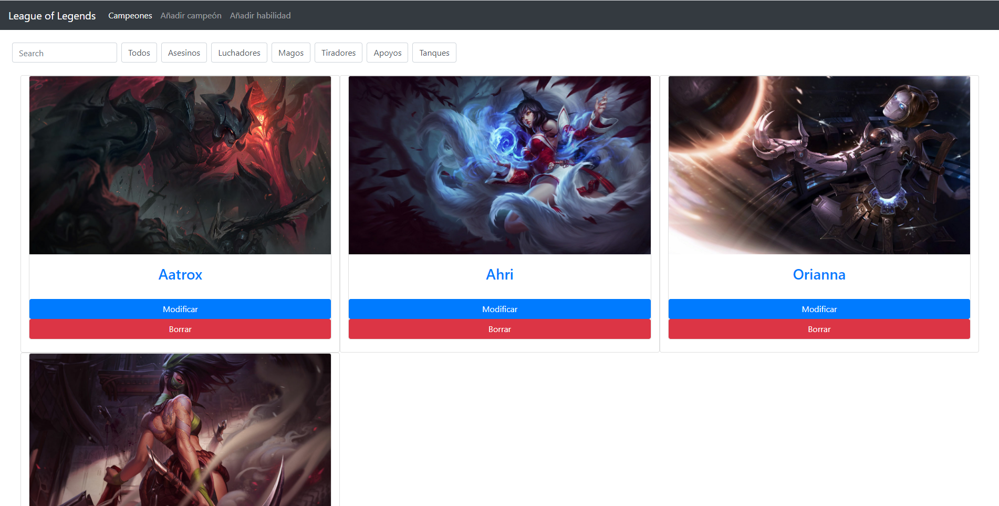 League of Legends Campeones Añadir campeón Añadir habilidad
Search Todos Asesinos Luchadores Magos Tiradores Apoyos Tanques
Aatrox Ahri Orianna
Modificar Modificar Modificar
Borrar Borrar Borrar